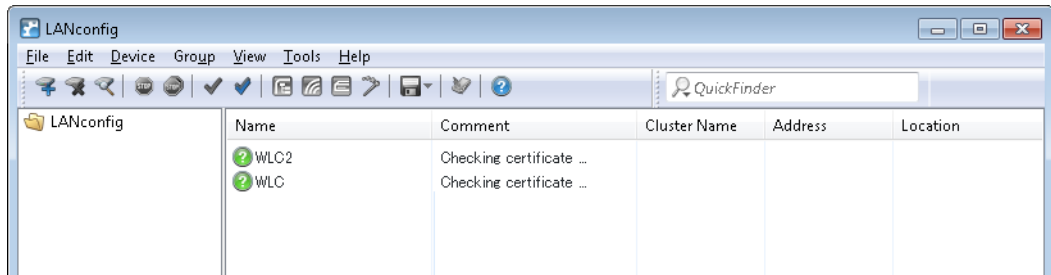 LANconfig
File Edit Device Group View Tools Help
QuickFinder
LANconfig
Name Comment Cluster Name Address Location
WLC2 Checking certificate ...
WLC Checking certificate ...